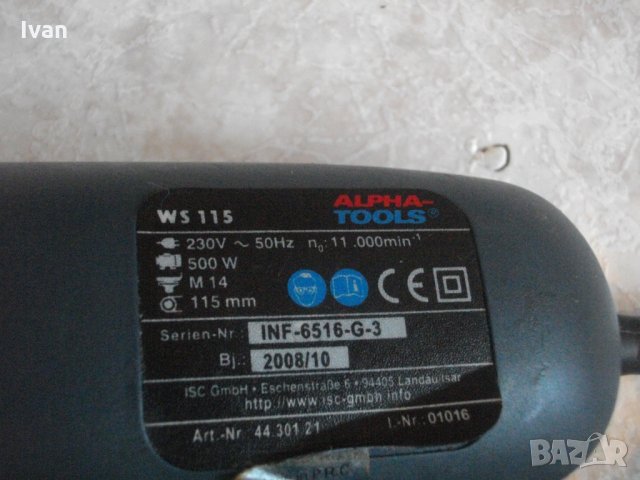 Ivan
WS 115
ALPHA-
TOOLS®
230V ~ 50Hz n₀: 11.000min⁻¹
500 W
M 14
115 mm
CE
Serien-Nr.: INF-6516-G-3
Bj.: 2008/10
ISC GmbH • Eschenstraße 6 • 94405 Landau/Isar
http://www.isc-gmbh.info
Art.-Nr. 44.301.21 I.-Nr.: 01016
bazar